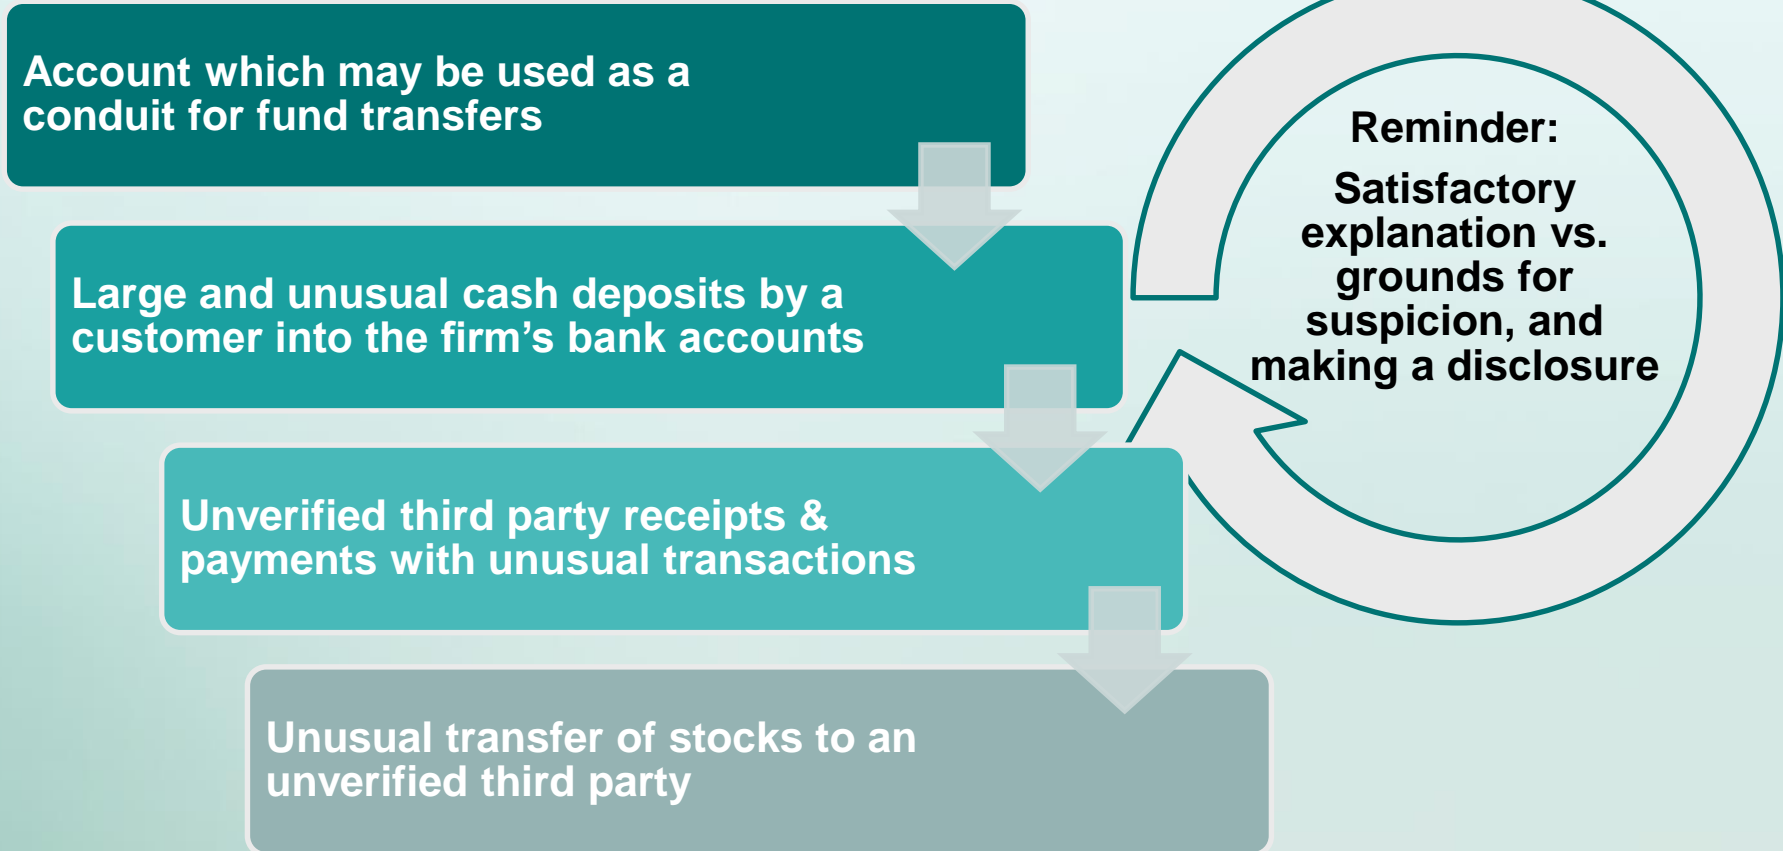 Account which may be used as a
conduit for fund transfers
Large and unusual cash deposits by a
customer into the firm’s bank accounts
Unverified third party receipts &
payments with unusual transactions
Unusual transfer of stocks to an
unverified third party
Reminder:
Satisfactory
explanation vs.
grounds for
suspicion, and
making a disclosure